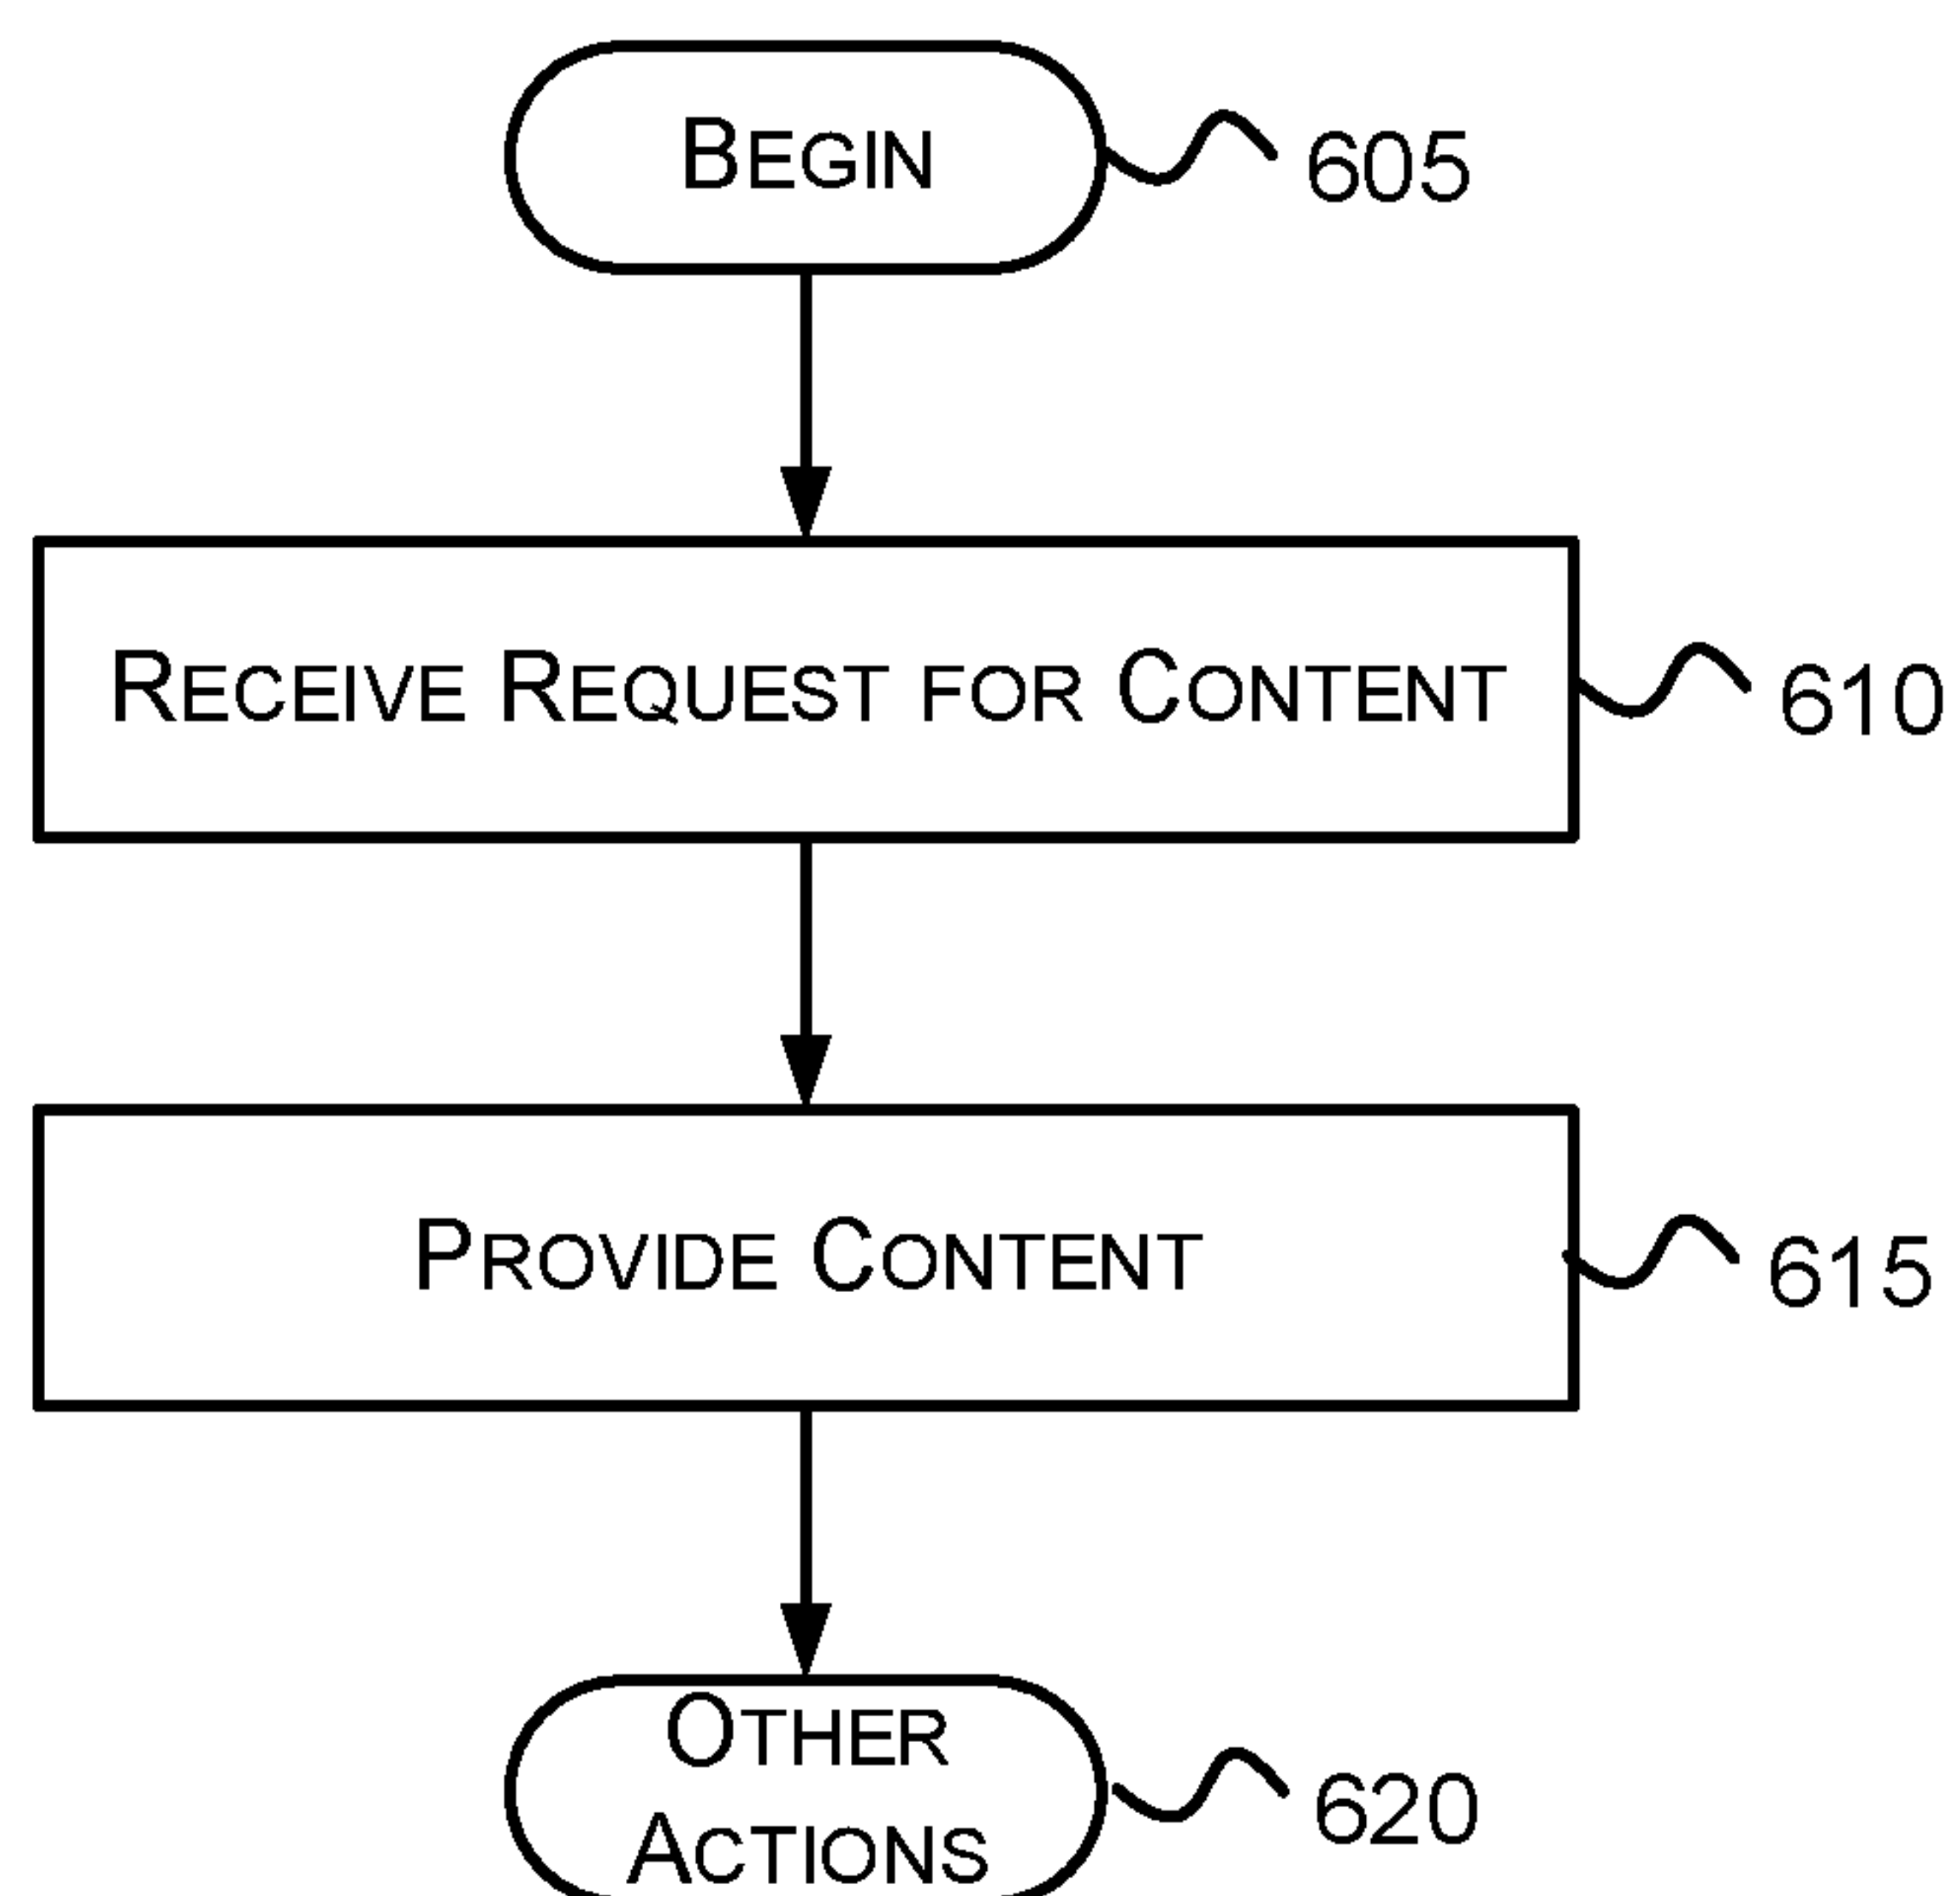 BEGIN
605
RECEIVE REQUEST FOR CONTENT
610
PROVIDE CONTENT
615
OTHER
ACTIONS
620